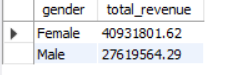 gender total_revenue
Female 40931801.62
Male 27619564.29